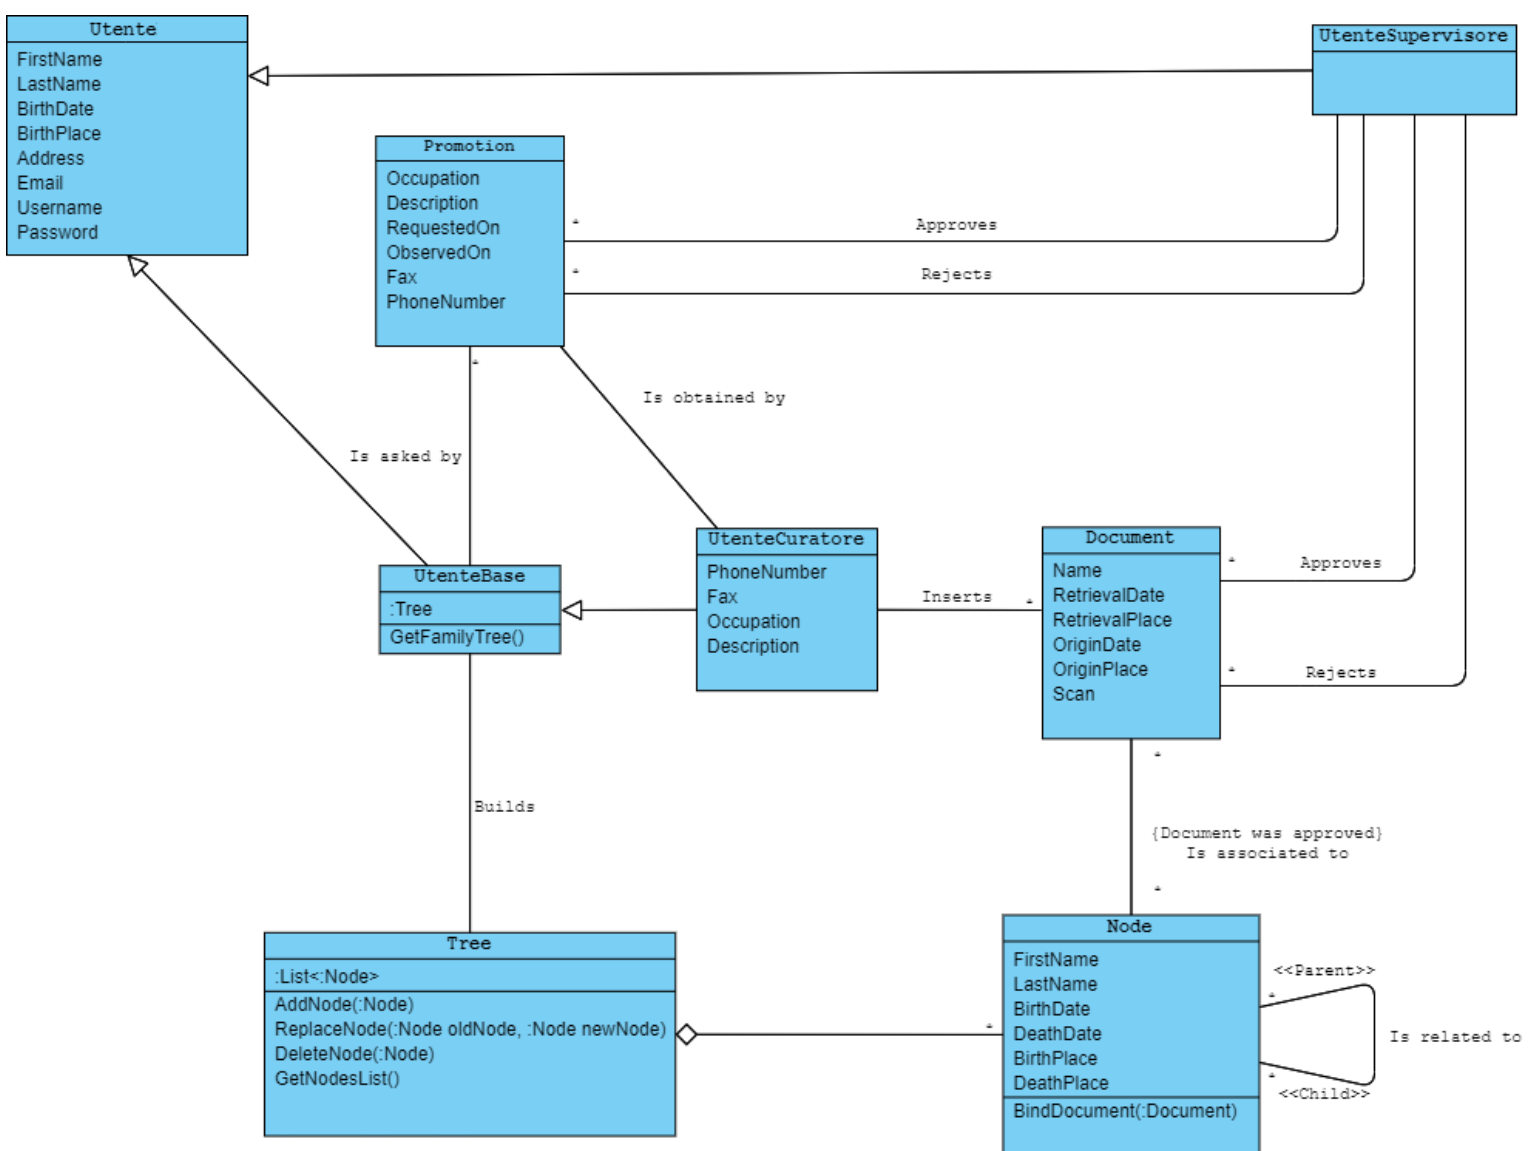 Utente
FirstName
LastName
BirthDate
BirthPlace
Address
Email
Username
Password
UtenteSupervisore
Promotion
Occupation
Description
RequestedOn
ObservedOn
Fax
PhoneNumber
*
Approves
*
Rejects
*
Is obtained by
Is asked by
UtenteBase
:Tree
GetFamilyTree()
UtenteCuratore
PhoneNumber
Fax
Occupation
Description
Inserts
*
Document
Name
RetrievalDate
RetrievalPlace
OriginDate
OriginPlace
Scan
*
Approves
*
Rejects
*
{Document was approved}
Is associated to
*
Builds
Tree
:List<:Node>
AddNode(:Node)
ReplaceNode(:Node oldNode, :Node newNode)
DeleteNode(:Node)
GetNodesList()
*
Node
FirstName
LastName
BirthDate
DeathDate
BirthPlace
DeathPlace
BindDocument(:Document)
<<Parent>>
*
Is related to
*
<<Child>>